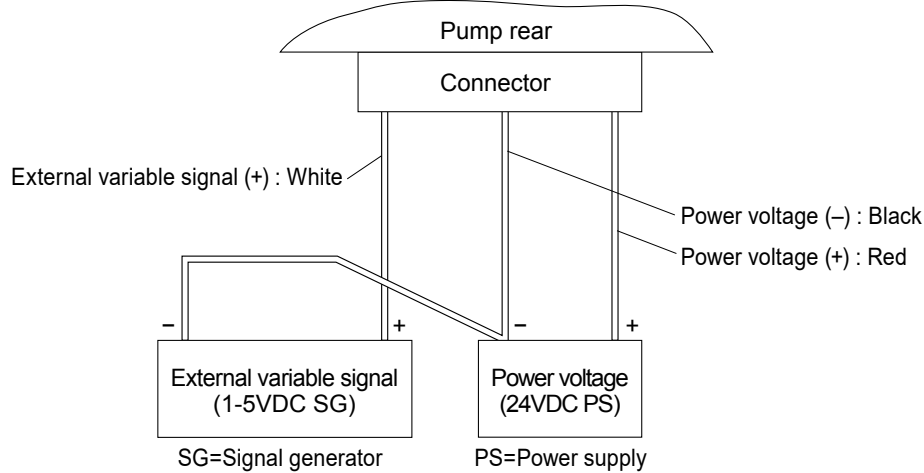 Pump rear
Connector
External variable signal (+) : White
Power voltage (–) : Black
Power voltage (+) : Red
– + – +
External variable signal
(1-5VDC SG)
Power voltage
(24VDC PS)
SG=Signal generator
PS=Power supply